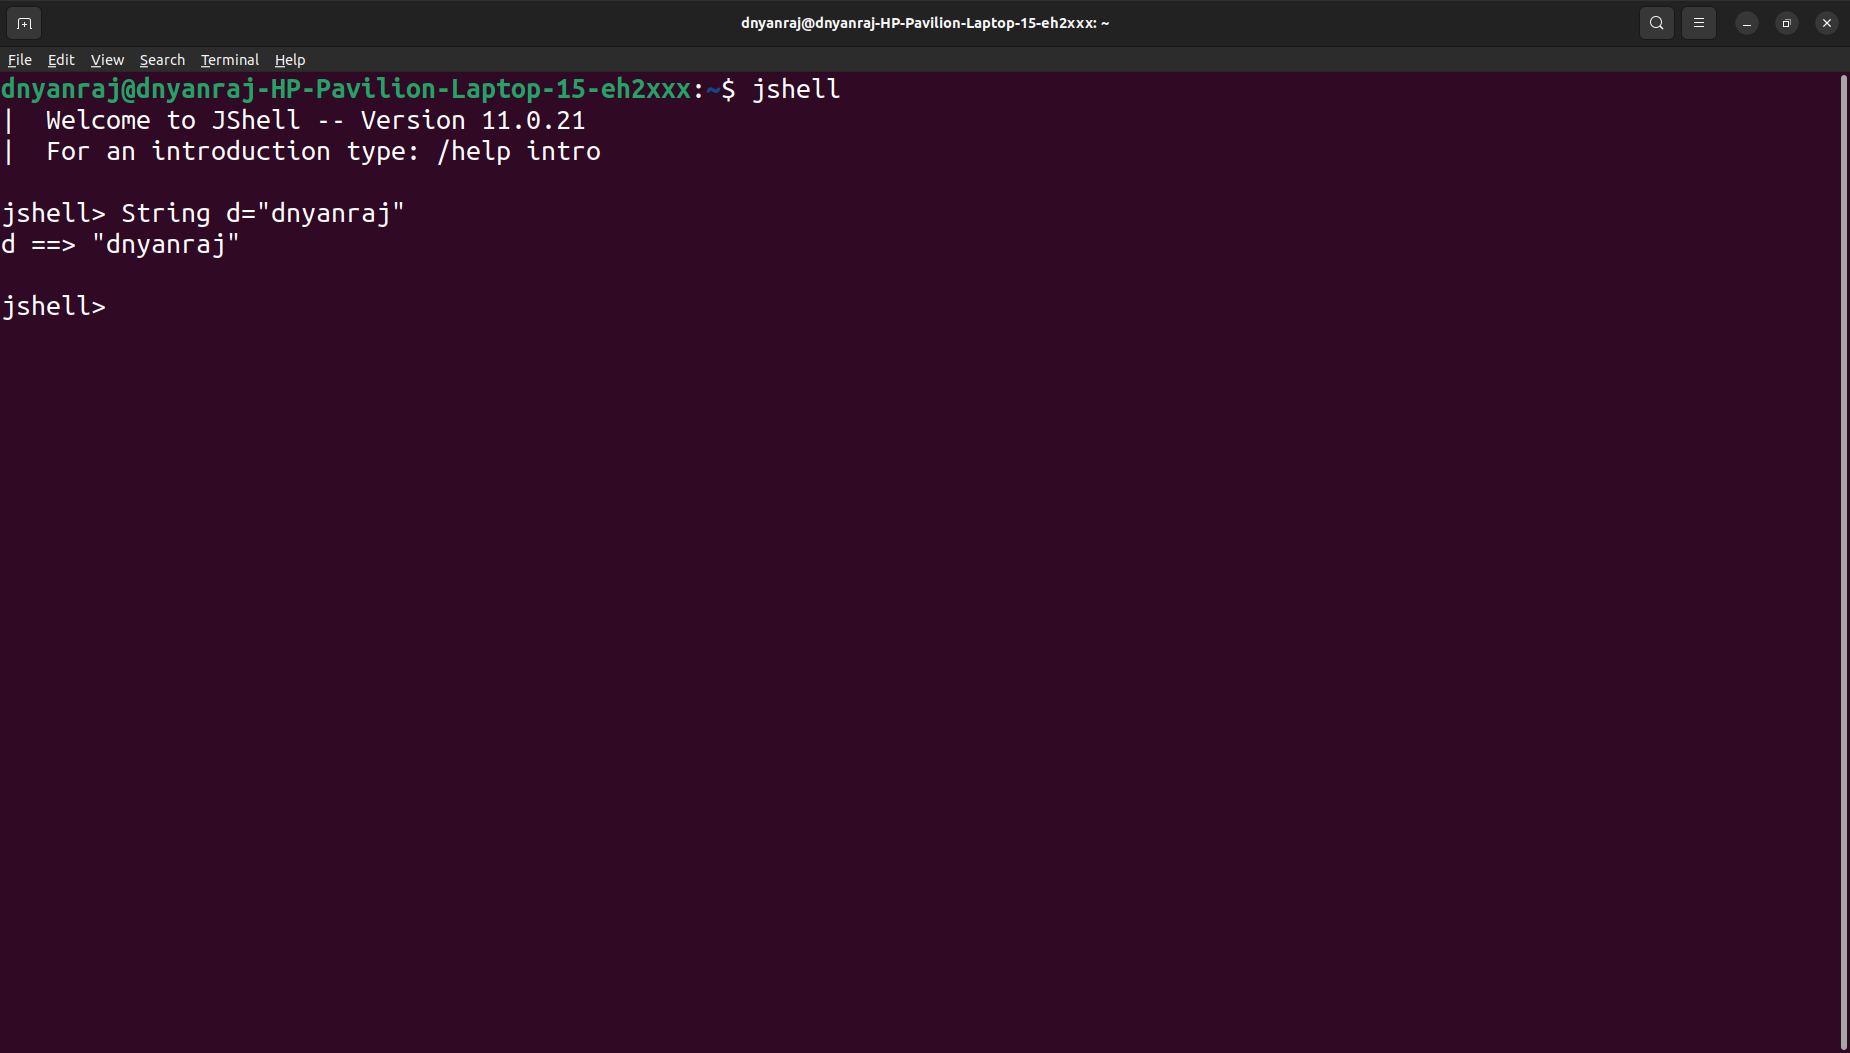 dnyanraj@dnyanraj-HP-Pavilion-Laptop-15-eh2xxx: ~
File Edit View Search Terminal Help
dnyanraj@dnyanraj-HP-Pavilion-Laptop-15-eh2xxx:~$ jshell
|  Welcome to JShell -- Version 11.0.21
|  For an introduction type: /help intro
jshell> String d="dnyanraj"
d ==> "dnyanraj"
jshell>